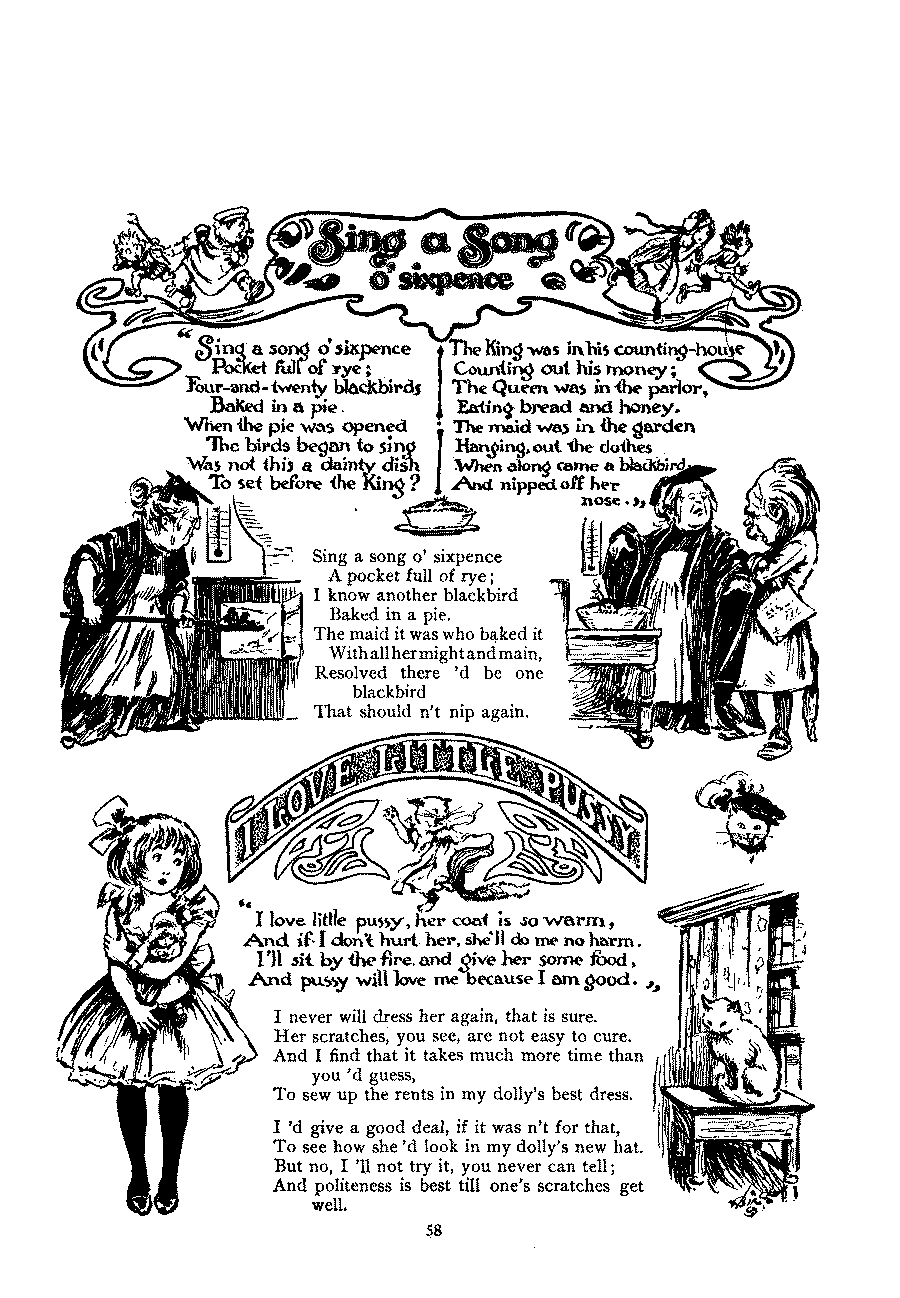 Sing a Song
o' sixpence
"Sing a song o' sixpence
Pocket full of rye;
Four-and-twenty blackbirds
Baked in a pie.
When the pie was opened
The birds began to sing
Was not this a dainty dish
To set before the King?
The King was in his counting-house
Counting out his money;
The Queen was in the parlor,
Eating bread and honey.
The maid was in the garden
Hanging out the clothes
When along came a blackbird
And nipped off her
nose."
Sing a song o' sixpence
A pocket full of rye;
I know another blackbird
Baked in a pie.
The maid it was who baked it
With all her might and main,
Resolved there 'd be one
blackbird
That should n't nip again.
I LOVE LITTLE PUSSY
"I love little pussy, her coat is so warm,
And if I don't hurt her, she'll do me no harm.
I'll sit by the fire and give her some food,
And pussy will love me because I am good."
I never will dress her again, that is sure.
Her scratches, you see, are not easy to cure.
And I find that it takes much more time than
you 'd guess,
To sew up the rents in my dolly's best dress.
I 'd give a good deal, if it was n't for that,
To see how she 'd look in my dolly's new hat.
But no, I 'll not try it, you never can tell;
And politeness is best till one's scratches get
well.
58